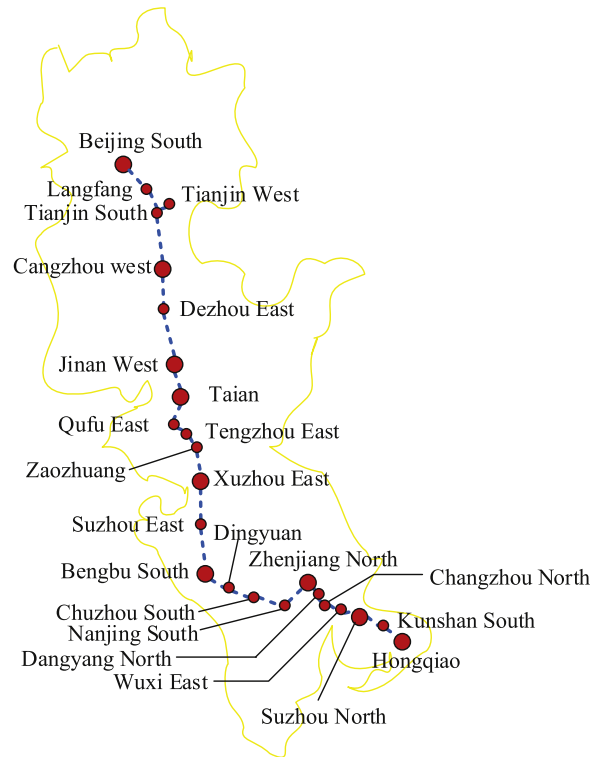 Beijing South
Langfang
Tianjin West
Tianjin South
Cangzhou west
Dezhou East
Jinan West
Taian
Qufu East
Tengzhou East
Zaozhuang
Xuzhou East
Suzhou East
Dingyuan
Zhenjiang North
Bengbu South
Changzhou North
Chuzhou South
Kunshan South
Nanjing South
Dangyang North
Hongqiao
Wuxi East
Suzhou North